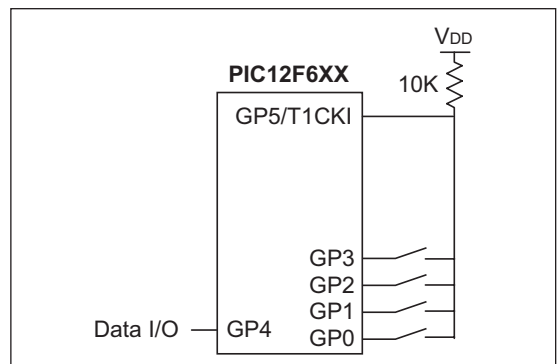 VDD
PIC12F6XX
10K
GP5/T1CKI
GP3
GP2
GP1
Data I/O
GP4
GP0